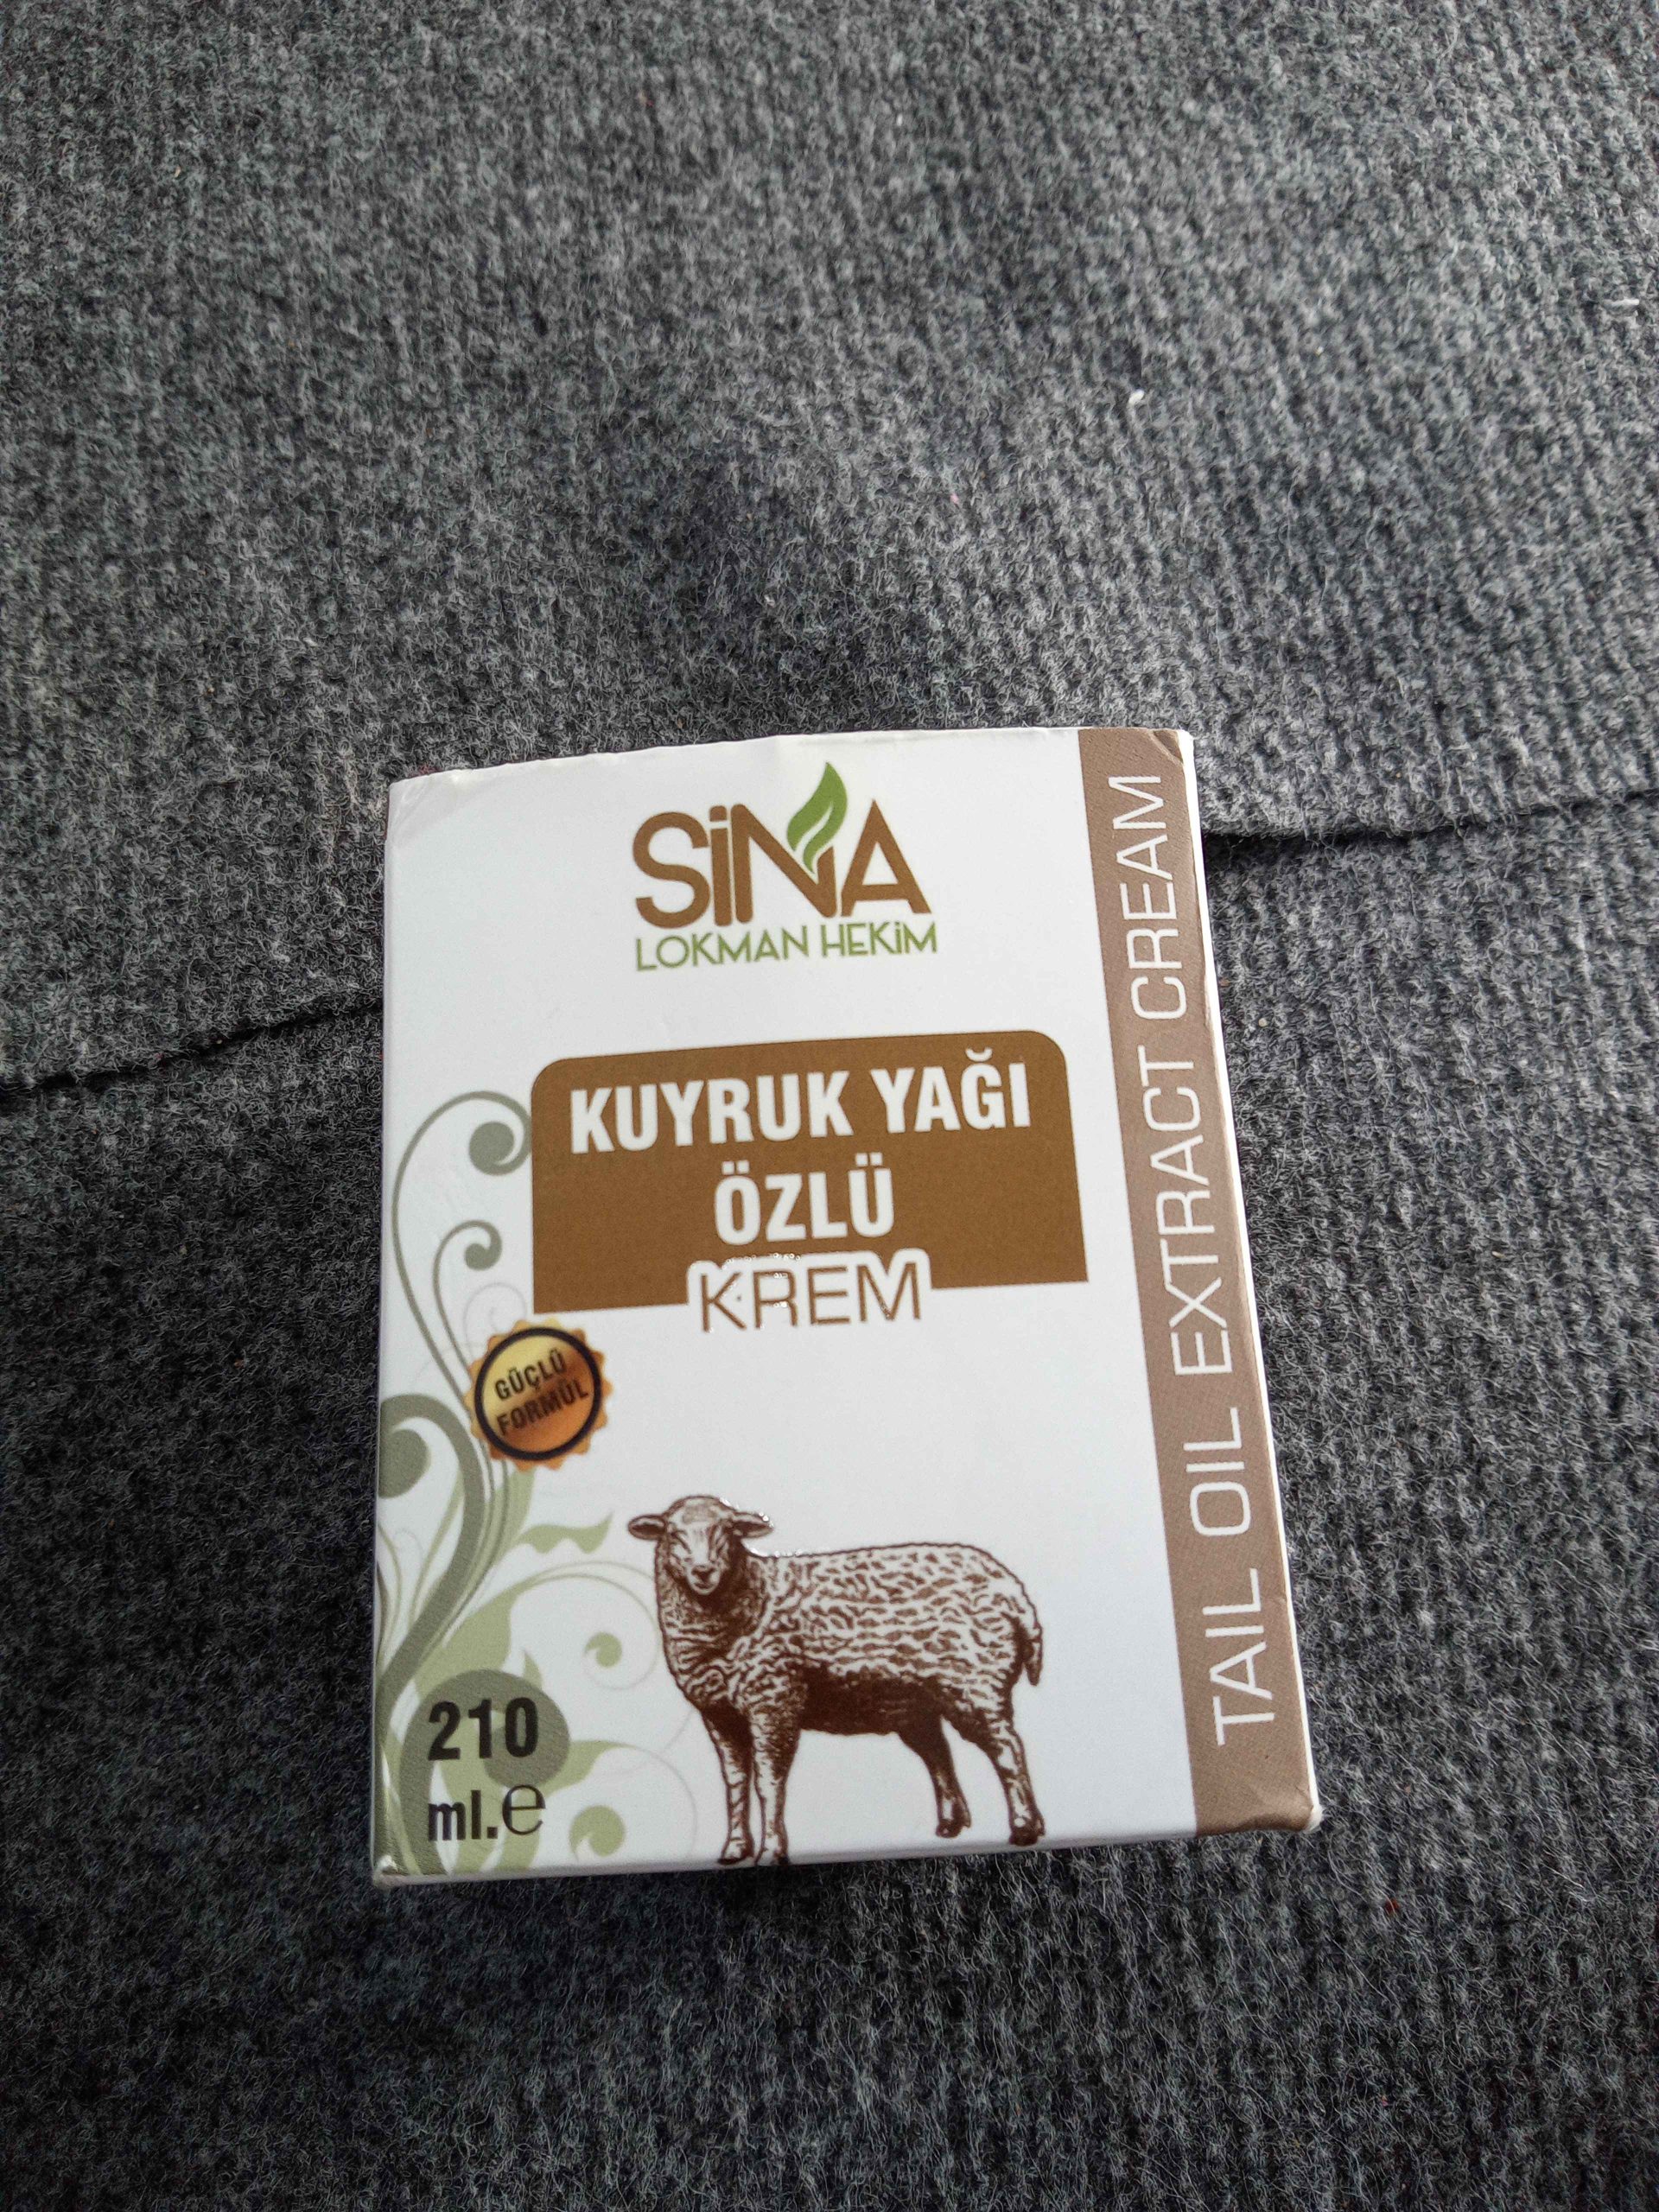 SiNA
LOKMAN HEKiM
KUYRUK YAĞI
ÖZLÜ
KREM
GÜÇLÜ
FORMÜL
210
ml.e
TAIL OIL EXTRACT CREAM